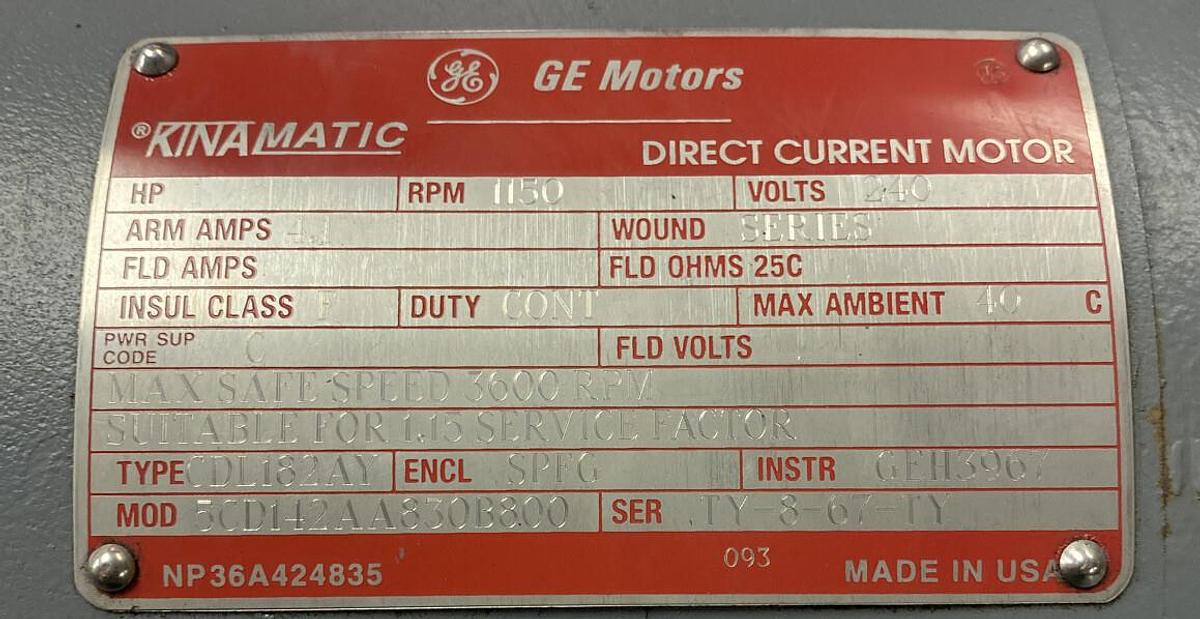 GE GE Motors
®KINAMATIC
DIRECT CURRENT MOTOR
HP RPM 1150 VOLTS 240
ARM AMPS 4.1 WOUND SERIES
FLD AMPS FLD OHMS 25C
INSUL CLASS F DUTY CONT MAX AMBIENT 40 C
PWR SUP CODE C FLD VOLTS
MAX SAFE SPEED 3600 RPM
SUITABLE FOR 1.15 SERVICE FACTOR
TYPE CDL182AY ENCL SPFG INSTR GEH3967
MOD 5CD142AA830B800 SER TY-8-67-TY
NP36A424835 093 MADE IN USA